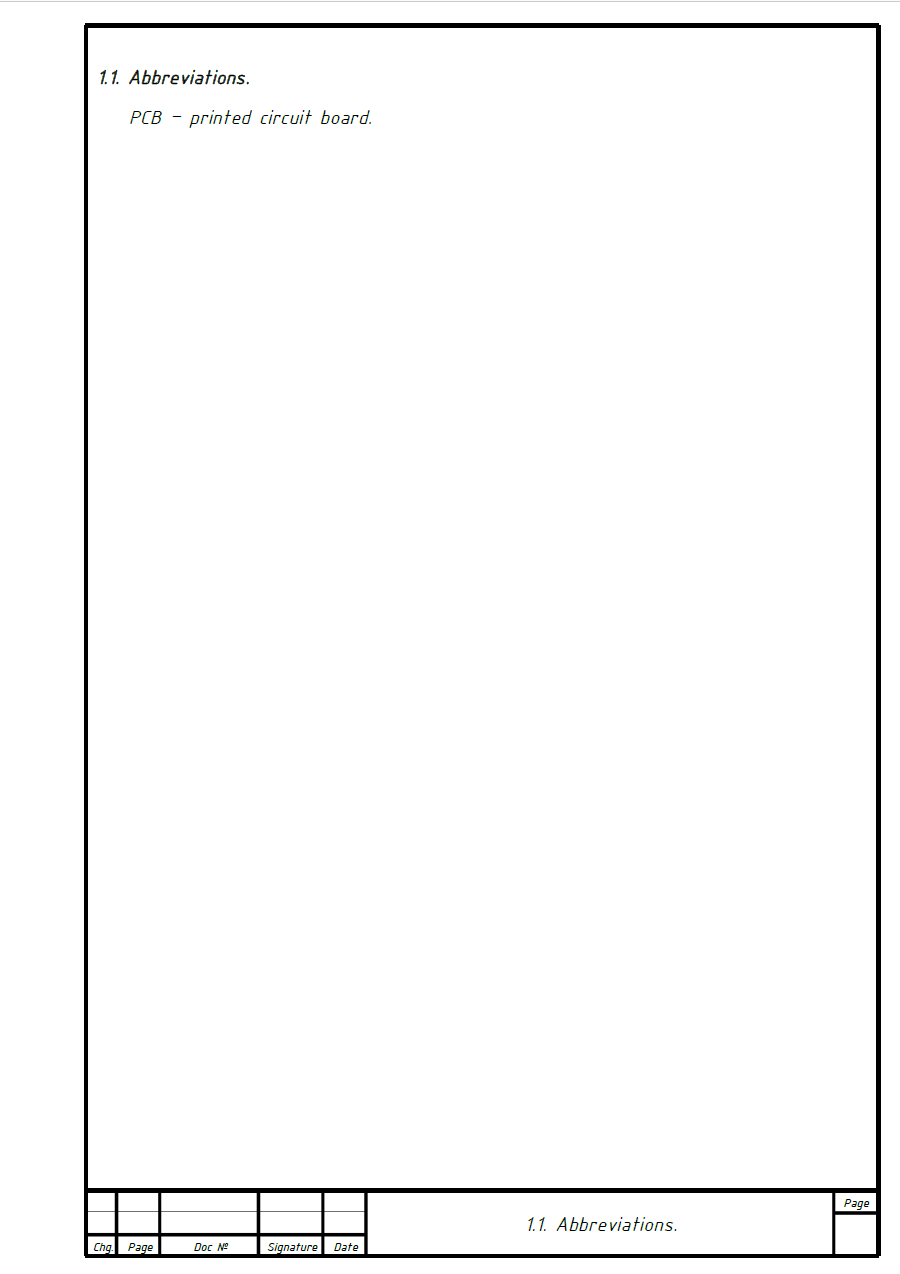 1.1. Abbreviations.
PCB – printed circuit board.
Page
1.1. Abbreviations.
Chg. Page Doc № Signature Date